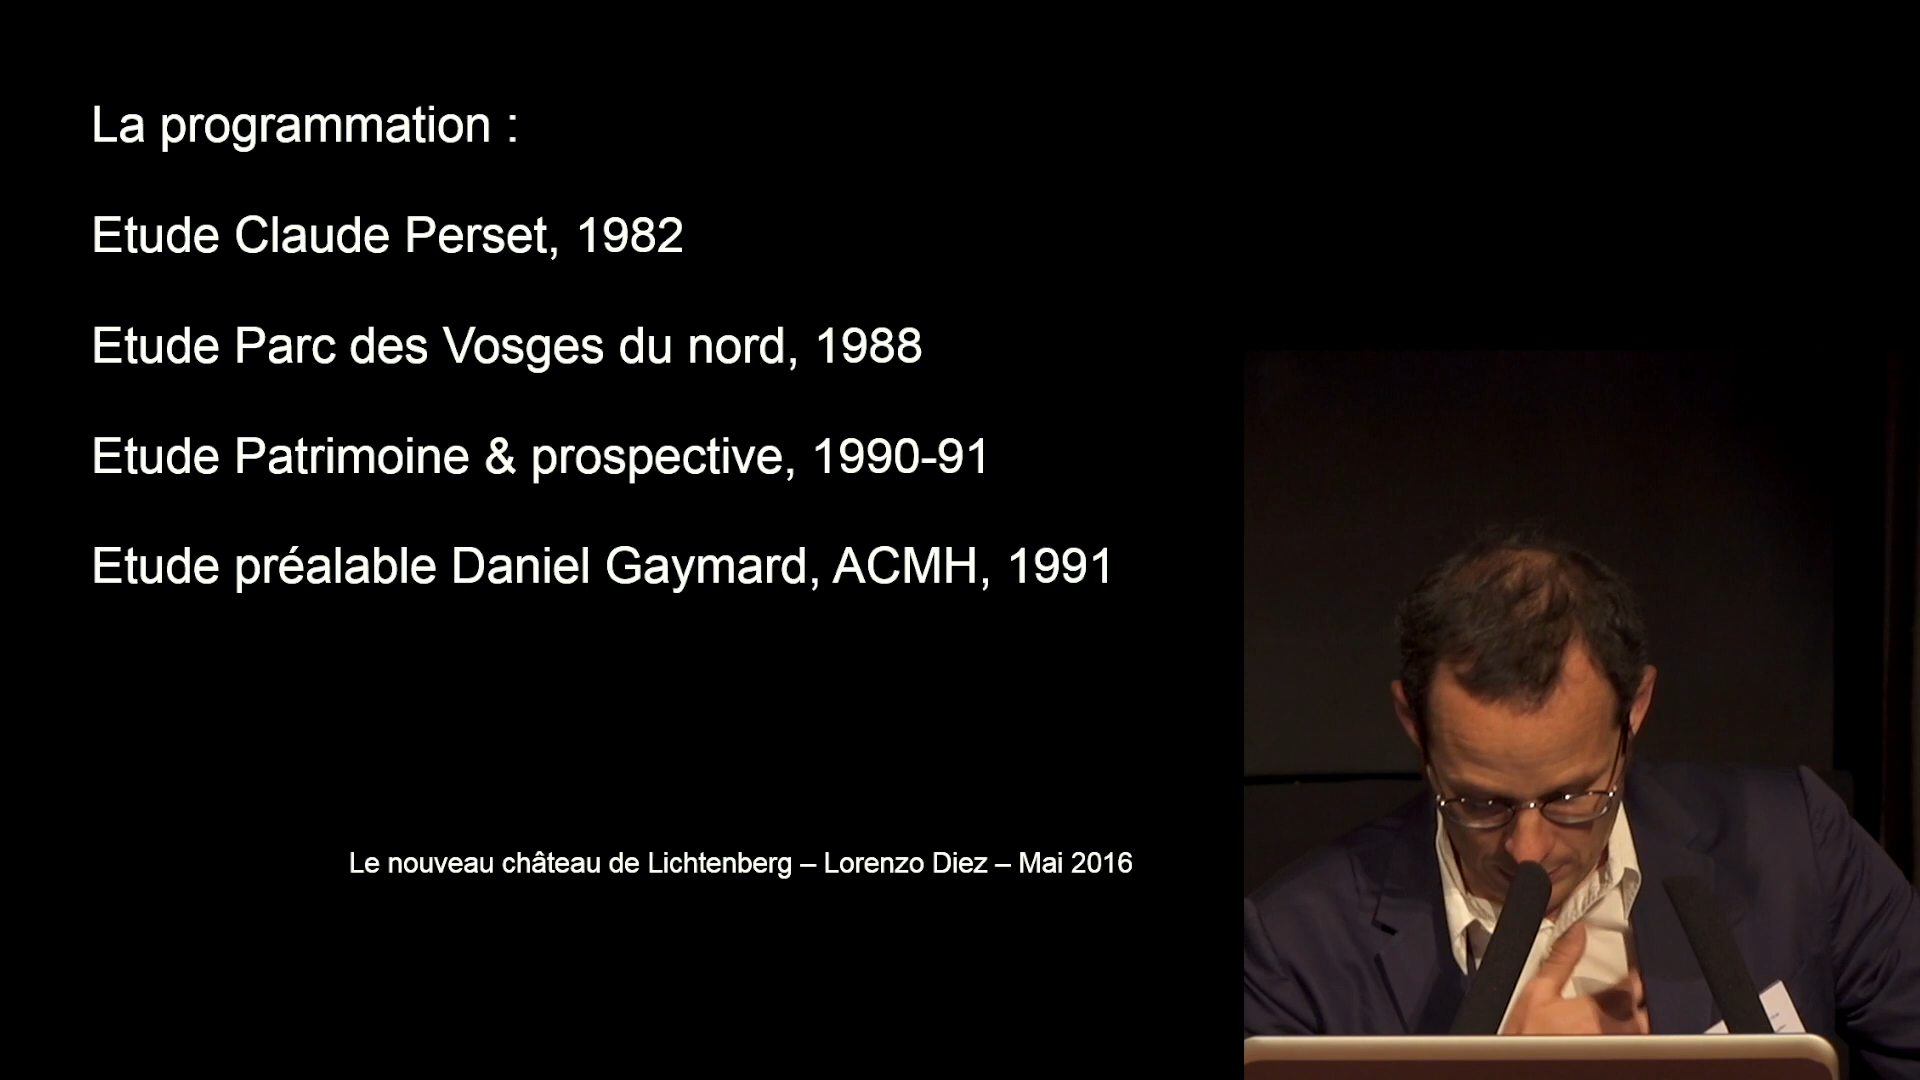 La programmation :
Etude Claude Perset, 1982
Etude Parc des Vosges du nord, 1988
Etude Patrimoine & prospective, 1990-91
Etude préalable Daniel Gaymard, ACMH, 1991
Le nouveau château de Lichtenberg – Lorenzo Diez – Mai 2016